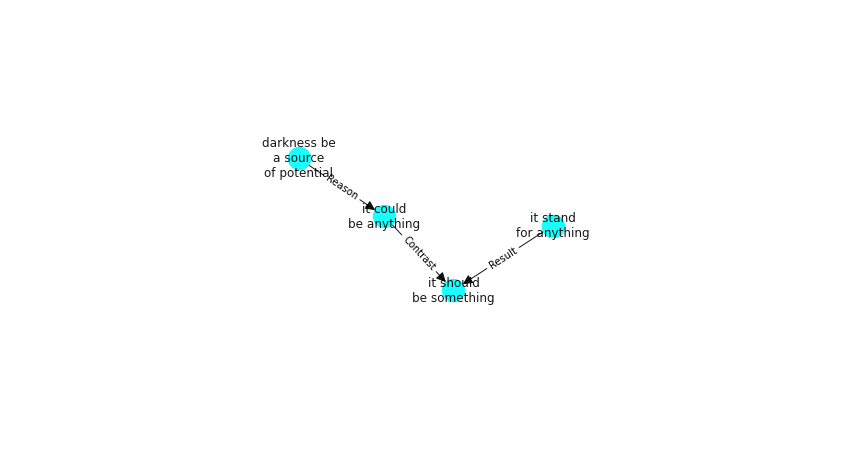 darkness be
a source
of potential
Reason
it could
be anything
Contrast
it stand
for anything
Result
it should
be something